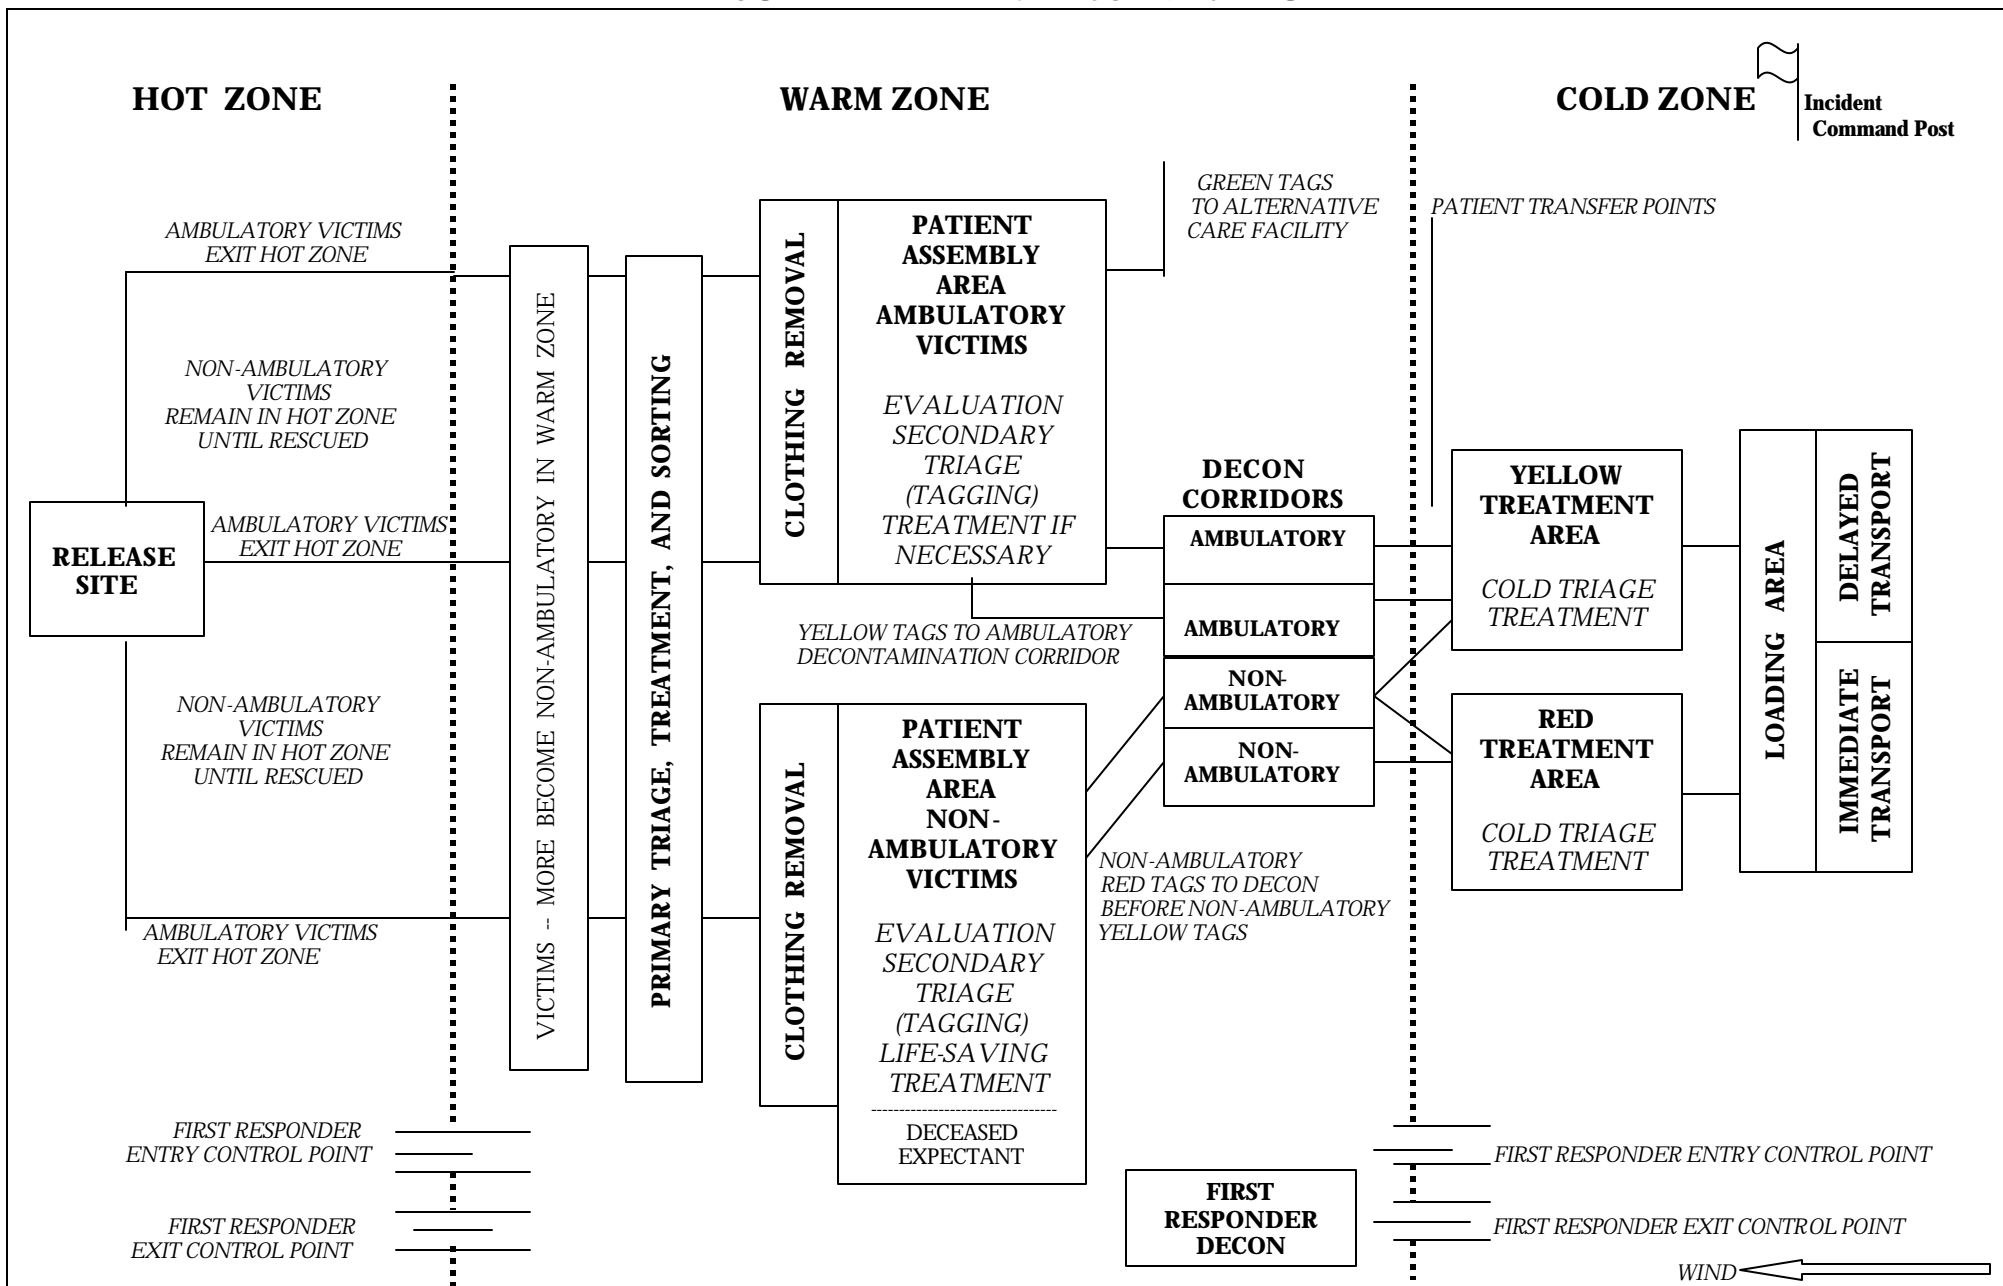 HOT ZONE
WARM ZONE
COLD ZONE
Incident
Command Post
AMBULATORY VICTIMS
EXIT HOT ZONE
NON-AMBULATORY
VICTIMS
REMAIN IN HOT ZONE
UNTIL RESCUED
RELEASE
SITE
AMBULATORY VICTIMS
EXIT HOT ZONE
NON-AMBULATORY
VICTIMS
REMAIN IN HOT ZONE
UNTIL RESCUED
AMBULATORY VICTIMS
EXIT HOT ZONE
FIRST RESPONDER
ENTRY CONTROL POINT
FIRST RESPONDER
EXIT CONTROL POINT
VICTIMS -- MORE BECOME NON-AMBULATORY IN WARM ZONE
PRIMARY TRIAGE, TREATMENT, AND SORTING
CLOTHING REMOVAL
PATIENT
ASSEMBLY
AREA
AMBULATORY
VICTIMS
EVALUATION
SECONDARY
TRIAGE
(TAGGING)
TREATMENT IF
NECESSARY
GREEN TAGS
TO ALTERNATIVE
CARE FACILITY
YELLOW TAGS TO AMBULATORY
DECONTAMINATION CORRIDOR
CLOTHING REMOVAL
PATIENT
ASSEMBLY
AREA
NON-
AMBULATORY
VICTIMS
EVALUATION
SECONDARY
TRIAGE
(TAGGING)
LIFE-SAVING
TREATMENT
---------------------------------
DECEASED
EXPECTANT
DECON
CORRIDORS
AMBULATORY
AMBULATORY
NON-
AMBULATORY
NON-
AMBULATORY
NON-AMBULATORY
RED TAGS TO DECON
BEFORE NON-AMBULATORY
YELLOW TAGS
FIRST
RESPONDER
DECON
PATIENT TRANSFER POINTS
YELLOW
TREATMENT
AREA
COLD TRIAGE
TREATMENT
RED
TREATMENT
AREA
COLD TRIAGE
TREATMENT
LOADING AREA
DELAYED
TRANSPORT
IMMEDIATE
TRANSPORT
FIRST RESPONDER ENTRY CONTROL POINT
FIRST RESPONDER EXIT CONTROL POINT
WIND